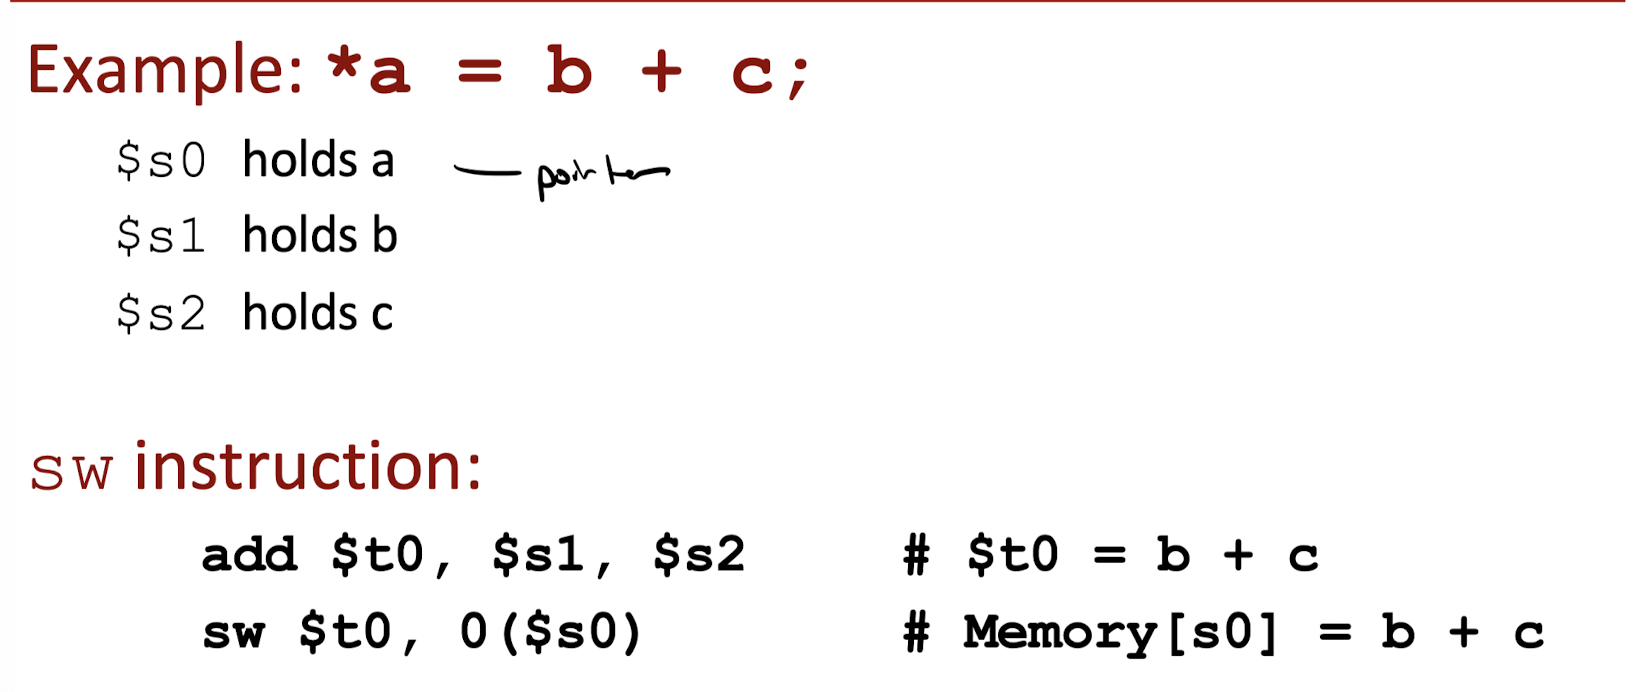 Example: *a = b + c;
$s0 holds a — pointer
$s1 holds b
$s2 holds c
sw instruction:
add $t0, $s1, $s2 # $t0 = b + c
sw $t0, 0($s0) # Memory[s0] = b + c